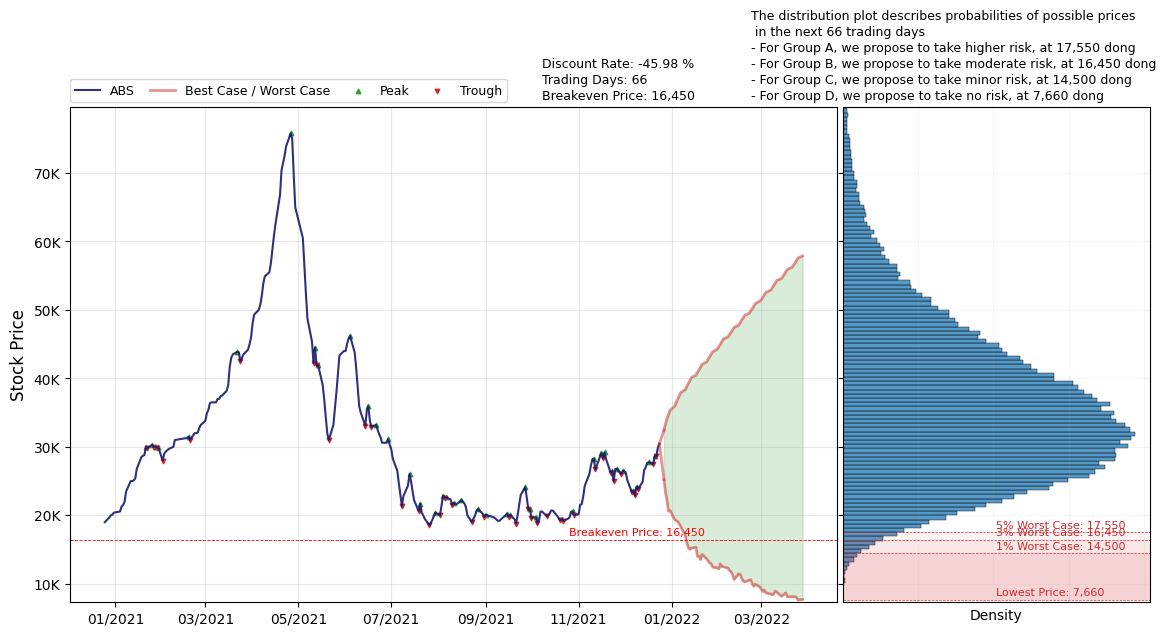 The distribution plot describes probabilities of possible prices
in the next 66 trading days
- For Group A, we propose to take higher risk, at 17,550 dong
- For Group B, we propose to take moderate risk, at 16,450 dong
- For Group C, we propose to take minor risk, at 14,500 dong
- For Group D, we propose to take no risk, at 7,660 dong
Discount Rate: -45.98 %
Trading Days: 66
Breakeven Price: 16,450
ABS Best Case / Worst Case Peak Trough
Stock Price
70K
60K
50K
40K
30K
20K
10K
Breakeven Price: 16,450
5% Worst Case: 17,550
3% Worst Case: 16,450
1% Worst Case: 14,500
Lowest Price: 7,660
01/2021 03/2021 05/2021 07/2021 09/2021 11/2021 01/2022 03/2022
Density